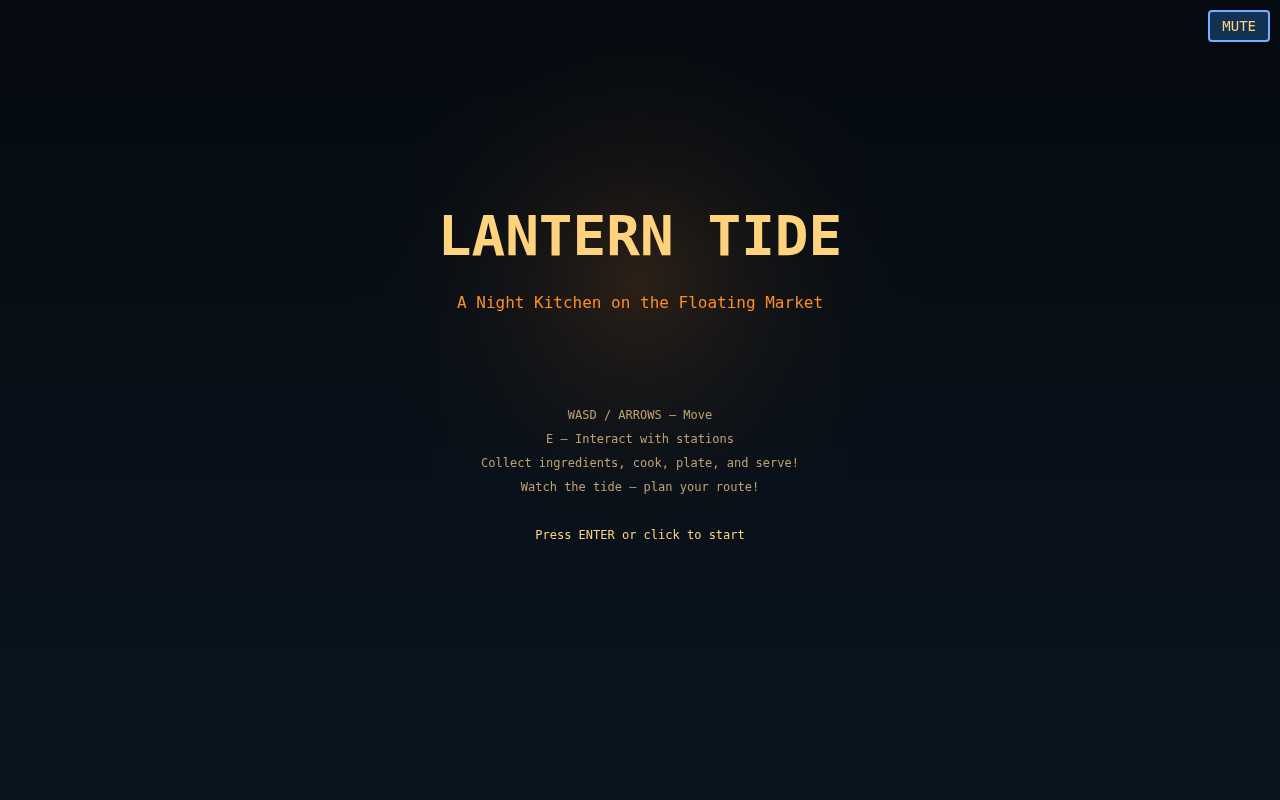 MUTE
LANTERN TIDE
A Night Kitchen on the Floating Market
WASD / ARROWS — Move
E — Interact with stations
Collect ingredients, cook, plate, and serve!
Watch the tide — plan your route!
Press ENTER or click to start